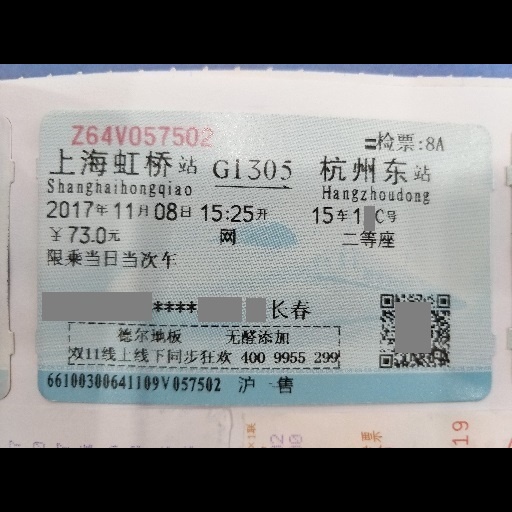 Z64V057502
检票:8A
上海虹桥站 G1305 杭州东站
Shanghaihongqiao Hangzhoudong
2017年11月08日 15:25开 15车1 C号
￥73.0元 网 二等座
限乘当日当次车
**** 长春
德尔地板 无醛添加
双11线上线下同步狂欢 400 9955 299
66100300641109V057502 沪 售
19